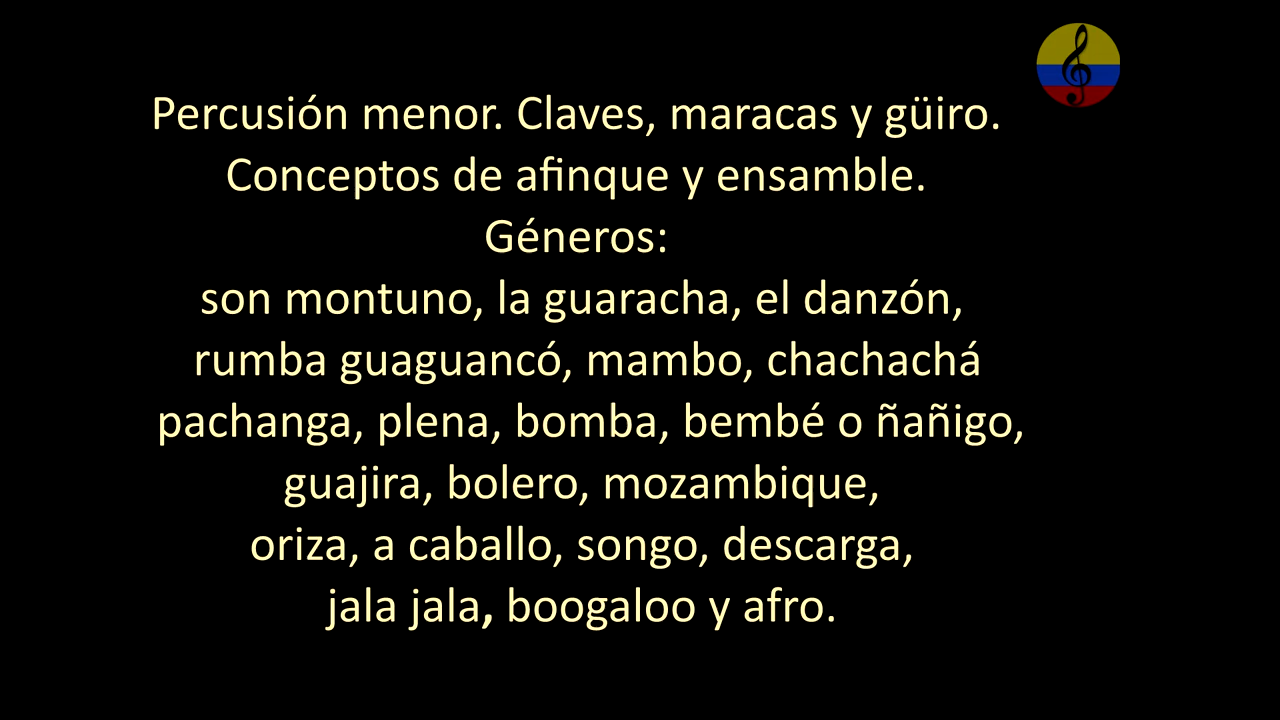 Percusión menor. Claves, maracas y güiro.
Conceptos de afinque y ensamble.
Géneros:
son montuno, la guaracha, el danzón,
rumba guaguancó, mambo, chachachá
pachanga, plena, bomba, bembé o ñañigo,
guajira, bolero, mozambique,
oriza, a caballo, songo, descarga,
jala jala, boogaloo y afro.